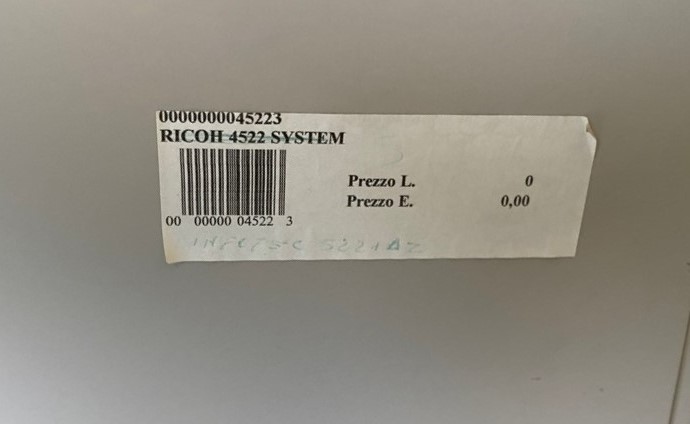 0000000045223
RICOH 4522 SYSTEM
Prezzo L. 0
Prezzo E. 0,00
00 00000 04522 3